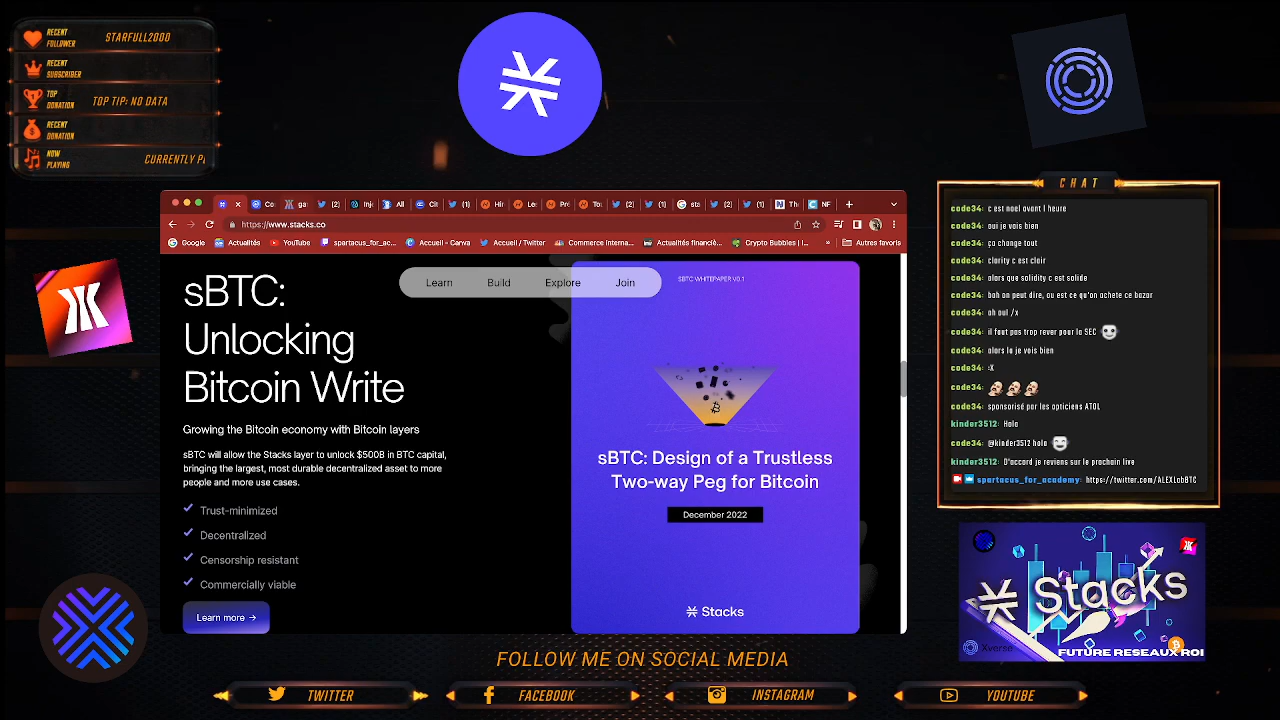 RECENT
FOLLOWER
STARFULL2000
RECENT
SUBSCRIBER
TOP
DONATION
TOP TIP: NO DATA
RECENT
DONATION
NOW
PLAYING
CURRENTLY
https://www.stacks.co
Google
Actualités
YouTube
spartacus_for_ac...
Accueil - Canva
Accueil / Twitter
Commerce Interna...
Actualités financiè...
Crypto Bubbles | I...
»
Autres favoris
Learn
Build
Explore
Join
sBTC:
Unlocking
Bitcoin Write
Growing the Bitcoin economy with Bitcoin layers
sBTC will allow the Stacks layer to unlock $500B in BTC capital,
bringing the largest, most durable decentralized asset to more
people and more use cases.
Trust-minimized
Decentralized
Censorship resistant
Commercially viable
Learn more →
SBTC WHITEPAPER V0.1
sBTC: Design of a Trustless
Two-way Peg for Bitcoin
December 2022
Stacks
CHAT
code34: c est noel avant l heure
code34: oui je vois bien
code34: ça change tout
code34: clarity c est clair
code34: alors que solidity c est solide
code34: bah on peut dire, ou est ce qu'on achete ce bazar
code34: ah oui /x
code34: il faut pas trop rever pour la SEC
code34: alors la je vois bien
code34: :X
code34:
code34: sponsorisé par les opticiens ATOL
kinder3512: Hola
code34: @kinder3512 hola
kinder3512: D'accord je reviens sur le prochain live
spartacus_for_academy: https://twitter.com/ALEXLabBTC
Stacks
Xverse
FUTURE RESEAUX ROI
FOLLOW ME ON SOCIAL MEDIA
TWITTER
FACEBOOK
INSTAGRAM
YOUTUBE